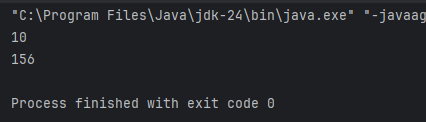 "C:\Program Files\Java\jdk-24\bin\java.exe" "-javaag
10
156
Process finished with exit code 0